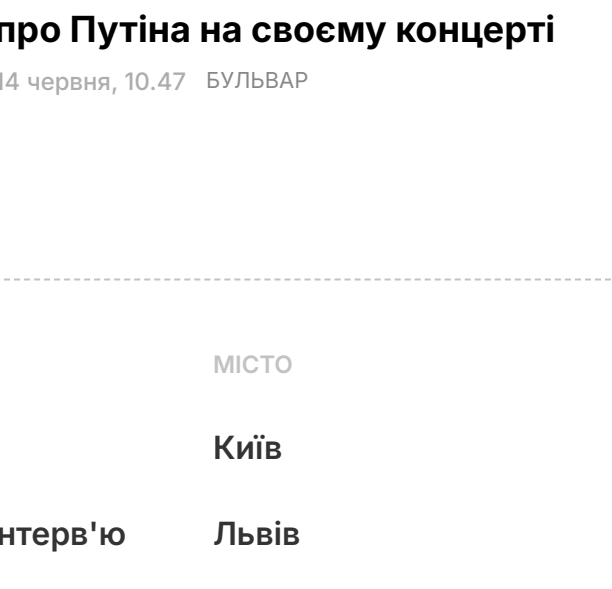 про Путіна на своєму концерті
14 червня, 10.47 БУЛЬВАР
МІСТО
Київ
нтерв'ю Львів